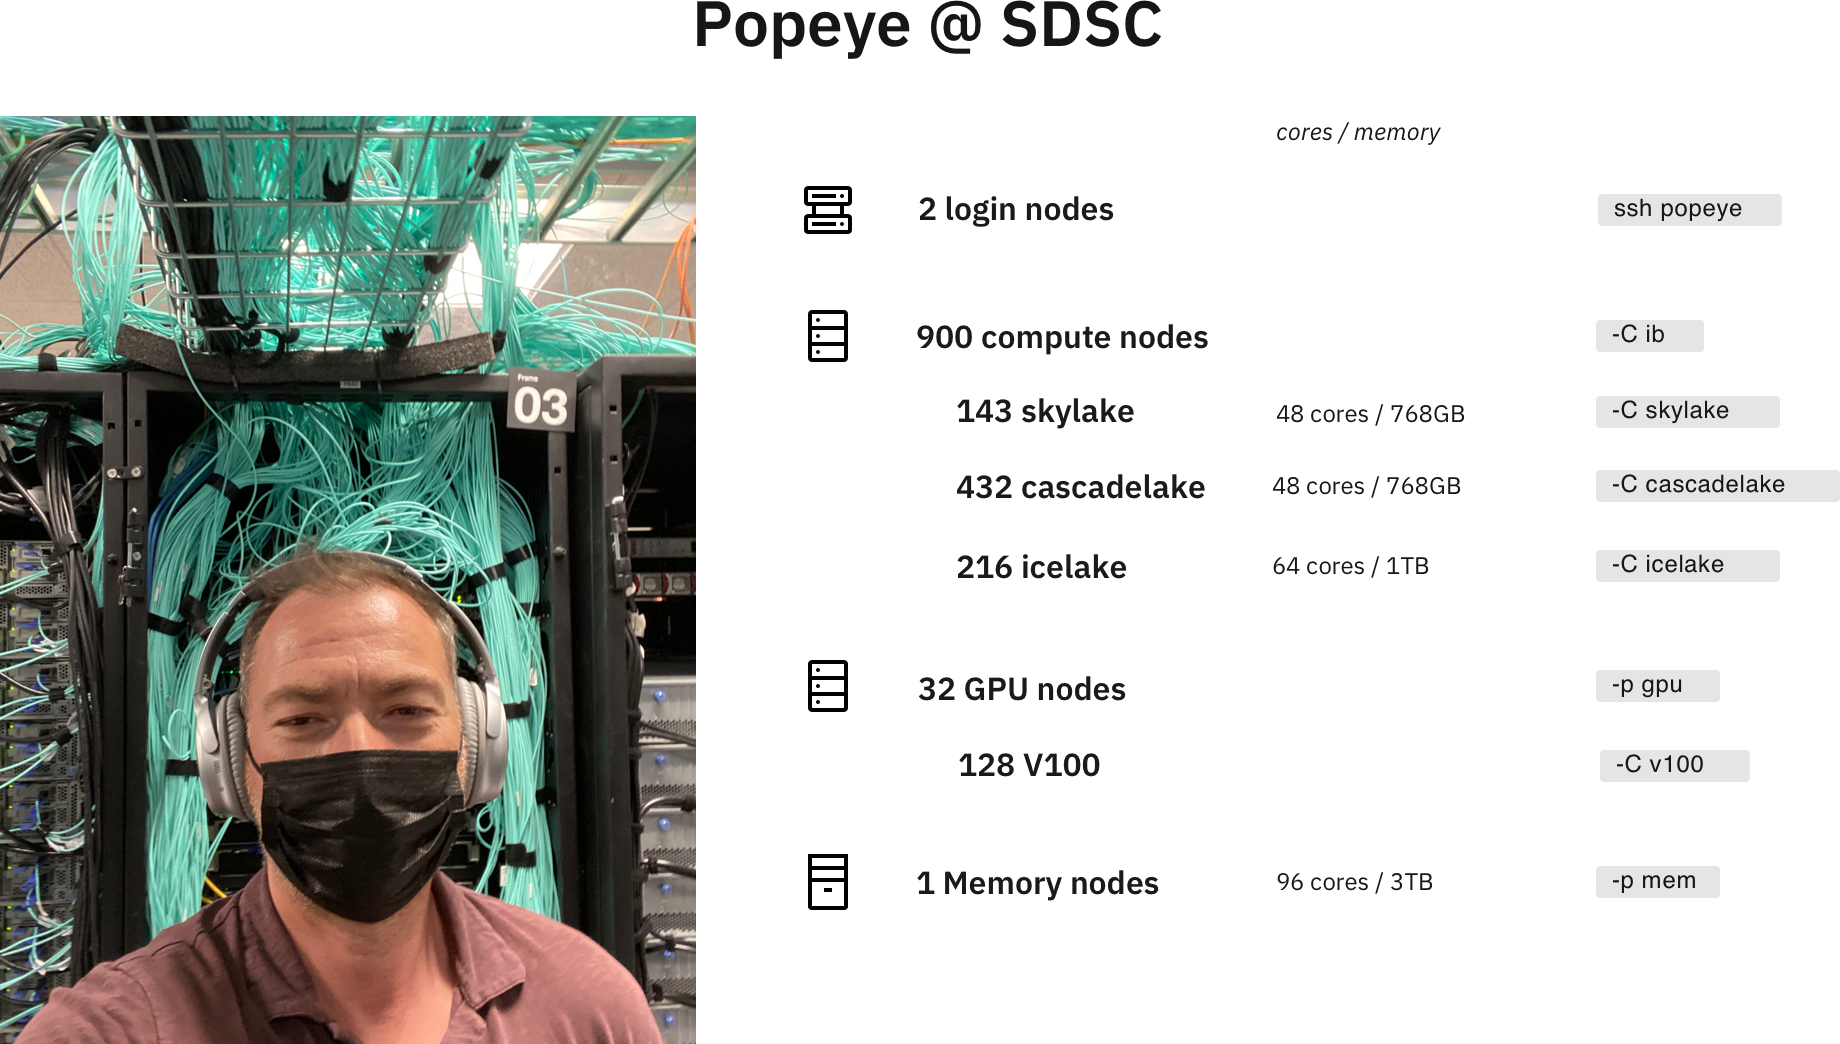 Popeye @ SDSC
cores / memory
2 login nodes
ssh popeye
900 compute nodes
-C ib
143 skylake
48 cores / 768GB
-C skylake
432 cascadelake
48 cores / 768GB
-C cascadelake
216 icelake
64 cores / 1TB
-C icelake
32 GPU nodes
-p gpu
128 V100
-C v100
1 Memory nodes
96 cores / 3TB
-p mem
Frame
03